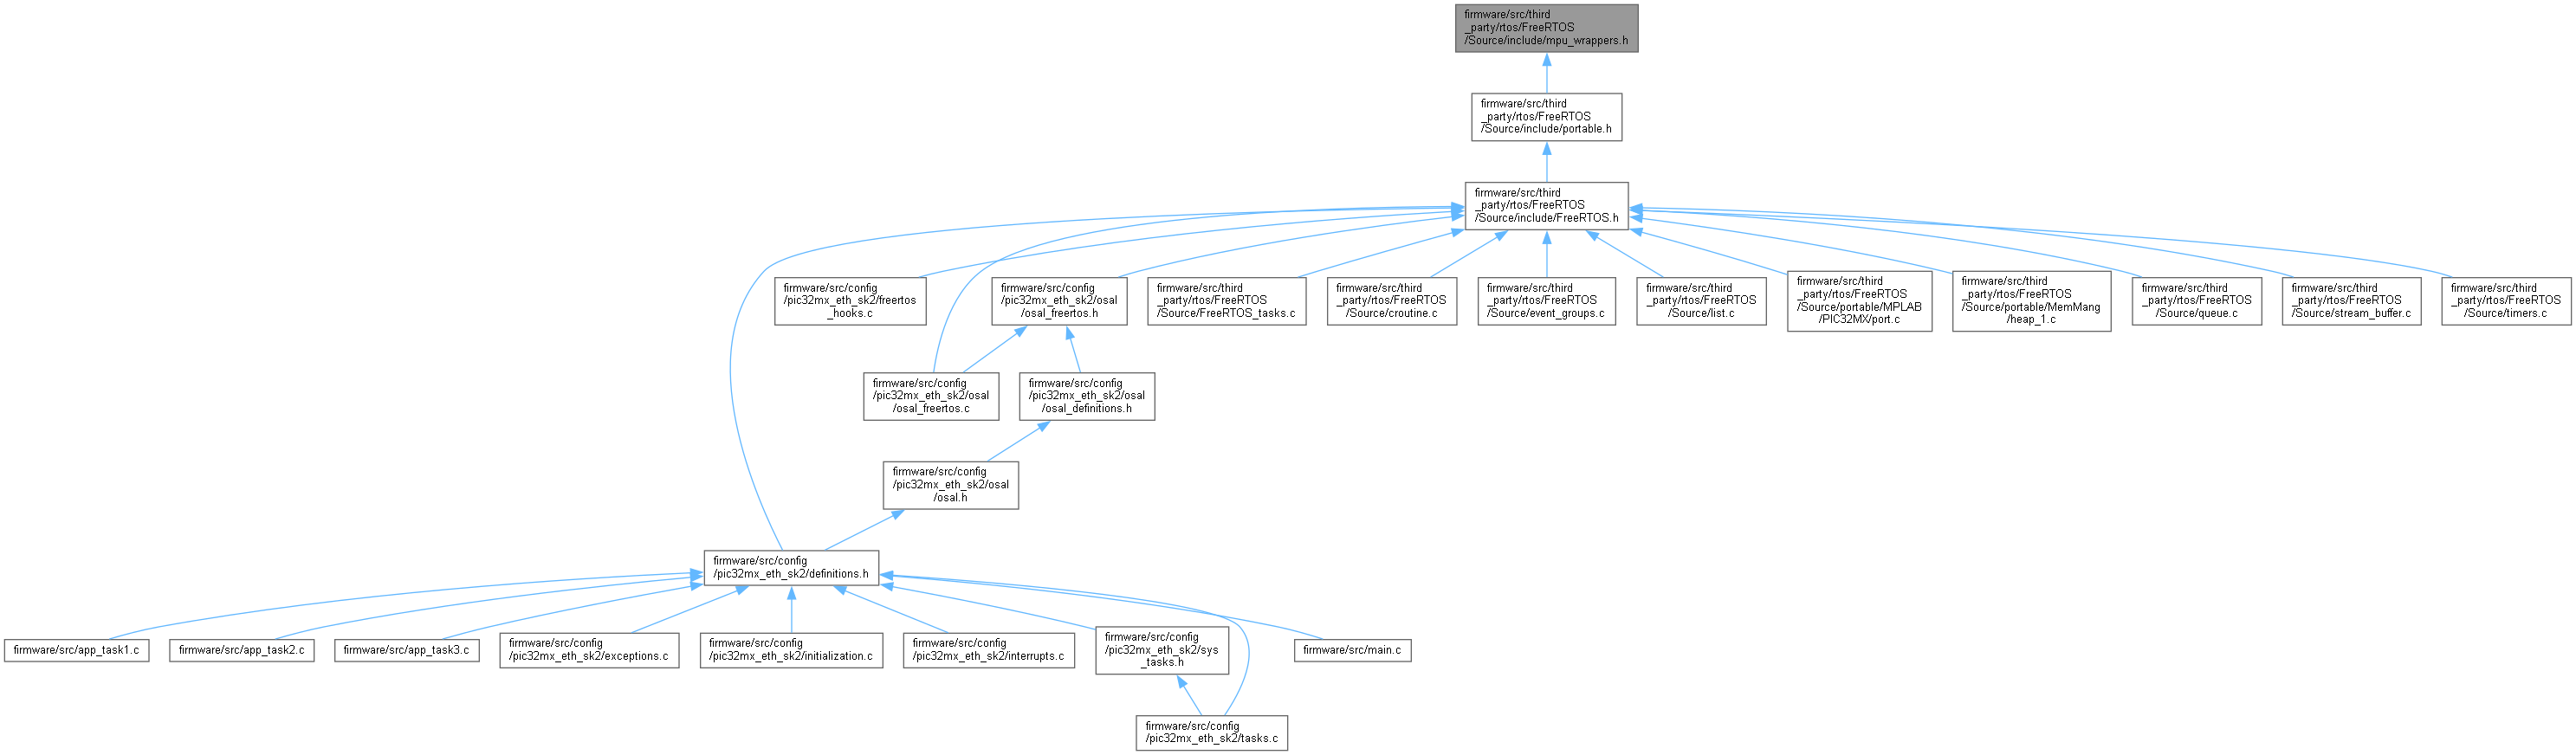 firmware/src/third
_party/rtos/FreeRTOS
/Source/include/mpu_wrappers.h
firmware/src/third
_party/rtos/FreeRTOS
/Source/include/portable.h
firmware/src/third
_party/rtos/FreeRTOS
/Source/include/FreeRTOS.h
firmware/src/config
/pic32mx_eth_sk2/freertos
_hooks.c
firmware/src/config
/pic32mx_eth_sk2/osal
/osal_freertos.h
firmware/src/third
_party/rtos/FreeRTOS
/Source/FreeRTOS_tasks.c
firmware/src/third
_party/rtos/FreeRTOS
/Source/croutine.c
firmware/src/third
_party/rtos/FreeRTOS
/Source/event_groups.c
firmware/src/third
_party/rtos/FreeRTOS
/Source/list.c
firmware/src/third
_party/rtos/FreeRTOS
/Source/portable/MPLAB
/PIC32MX/port.c
firmware/src/third
_party/rtos/FreeRTOS
/Source/portable/MemMang
/heap_1.c
firmware/src/third
_party/rtos/FreeRTOS
/Source/queue.c
firmware/src/third
_party/rtos/FreeRTOS
/Source/stream_buffer.c
firmware/src/third
_party/rtos/FreeRTOS
/Source/timers.c
firmware/src/config
/pic32mx_eth_sk2/osal
/osal_freertos.c
firmware/src/config
/pic32mx_eth_sk2/osal
/osal_definitions.h
firmware/src/config
/pic32mx_eth_sk2/osal
/osal.h
firmware/src/config
/pic32mx_eth_sk2/definitions.h
firmware/src/app_task1.c
firmware/src/app_task2.c
firmware/src/app_task3.c
firmware/src/config
/pic32mx_eth_sk2/exceptions.c
firmware/src/config
/pic32mx_eth_sk2/initialization.c
firmware/src/config
/pic32mx_eth_sk2/interrupts.c
firmware/src/config
/pic32mx_eth_sk2/sys
_tasks.h
firmware/src/main.c
firmware/src/config
/pic32mx_eth_sk2/tasks.c